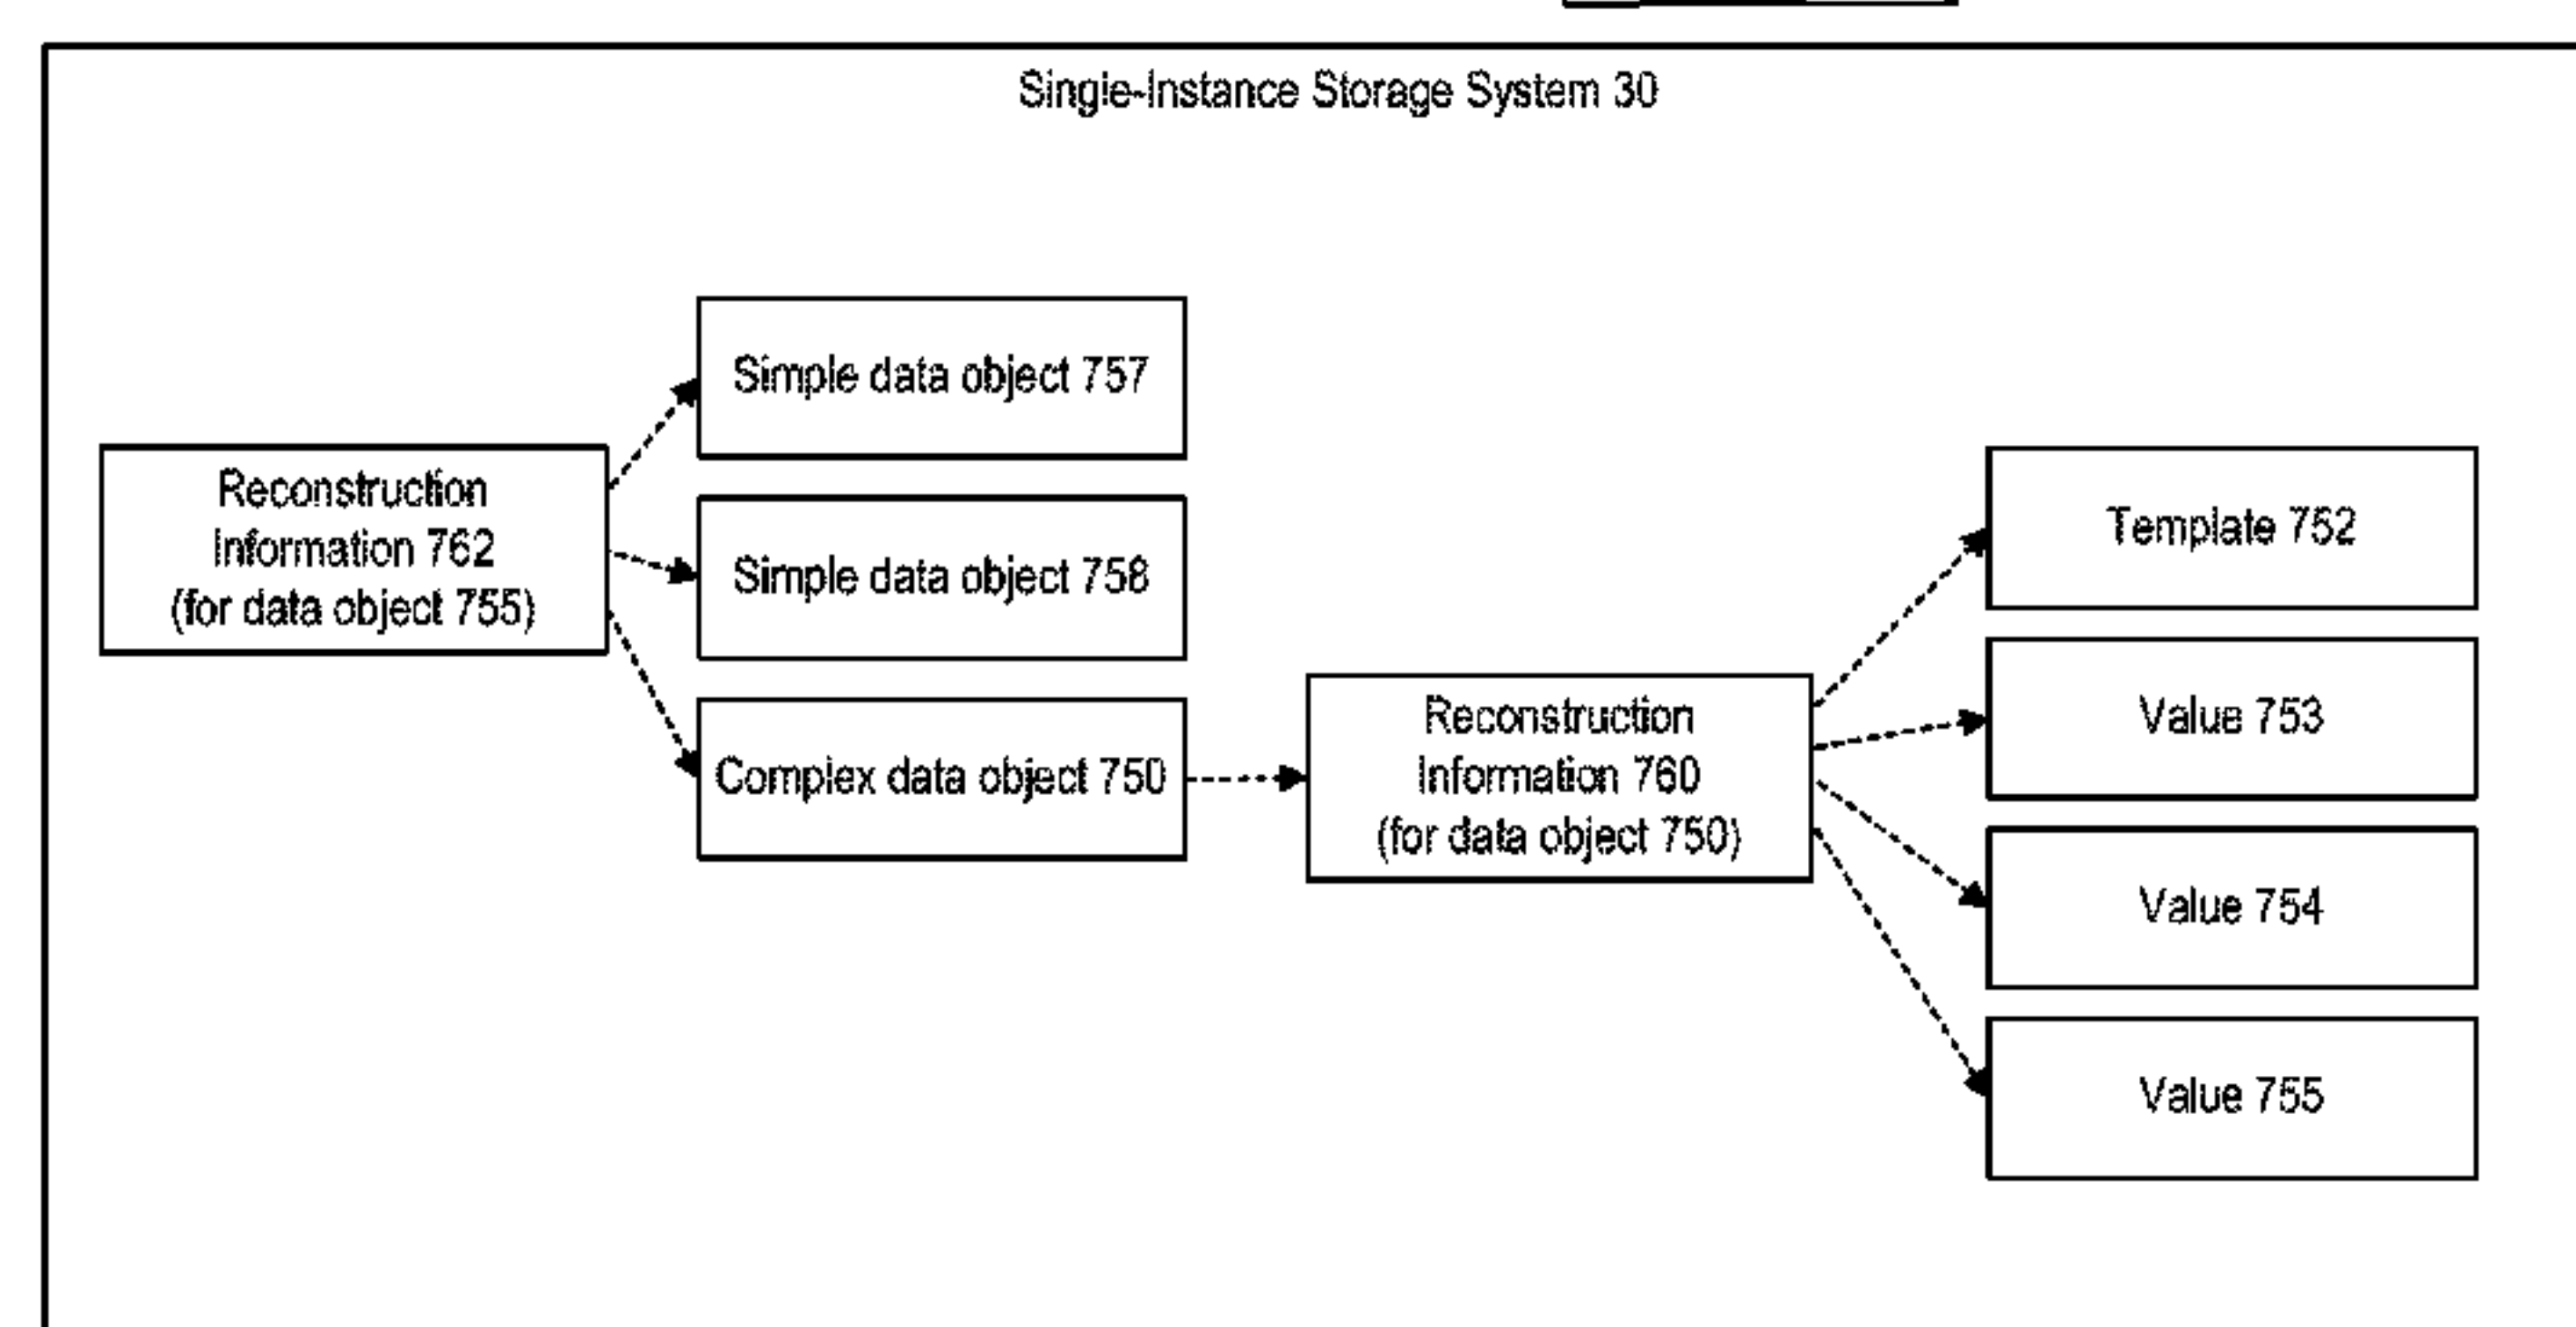 Single-Instance Storage System 30
Simple data object 757
Reconstruction
Information 762
(for data object 755)
Simple data object 758
Complex data object 750
Reconstruction
Information 760
(for data object 750)
Template 752
Value 753
Value 754
Value 755